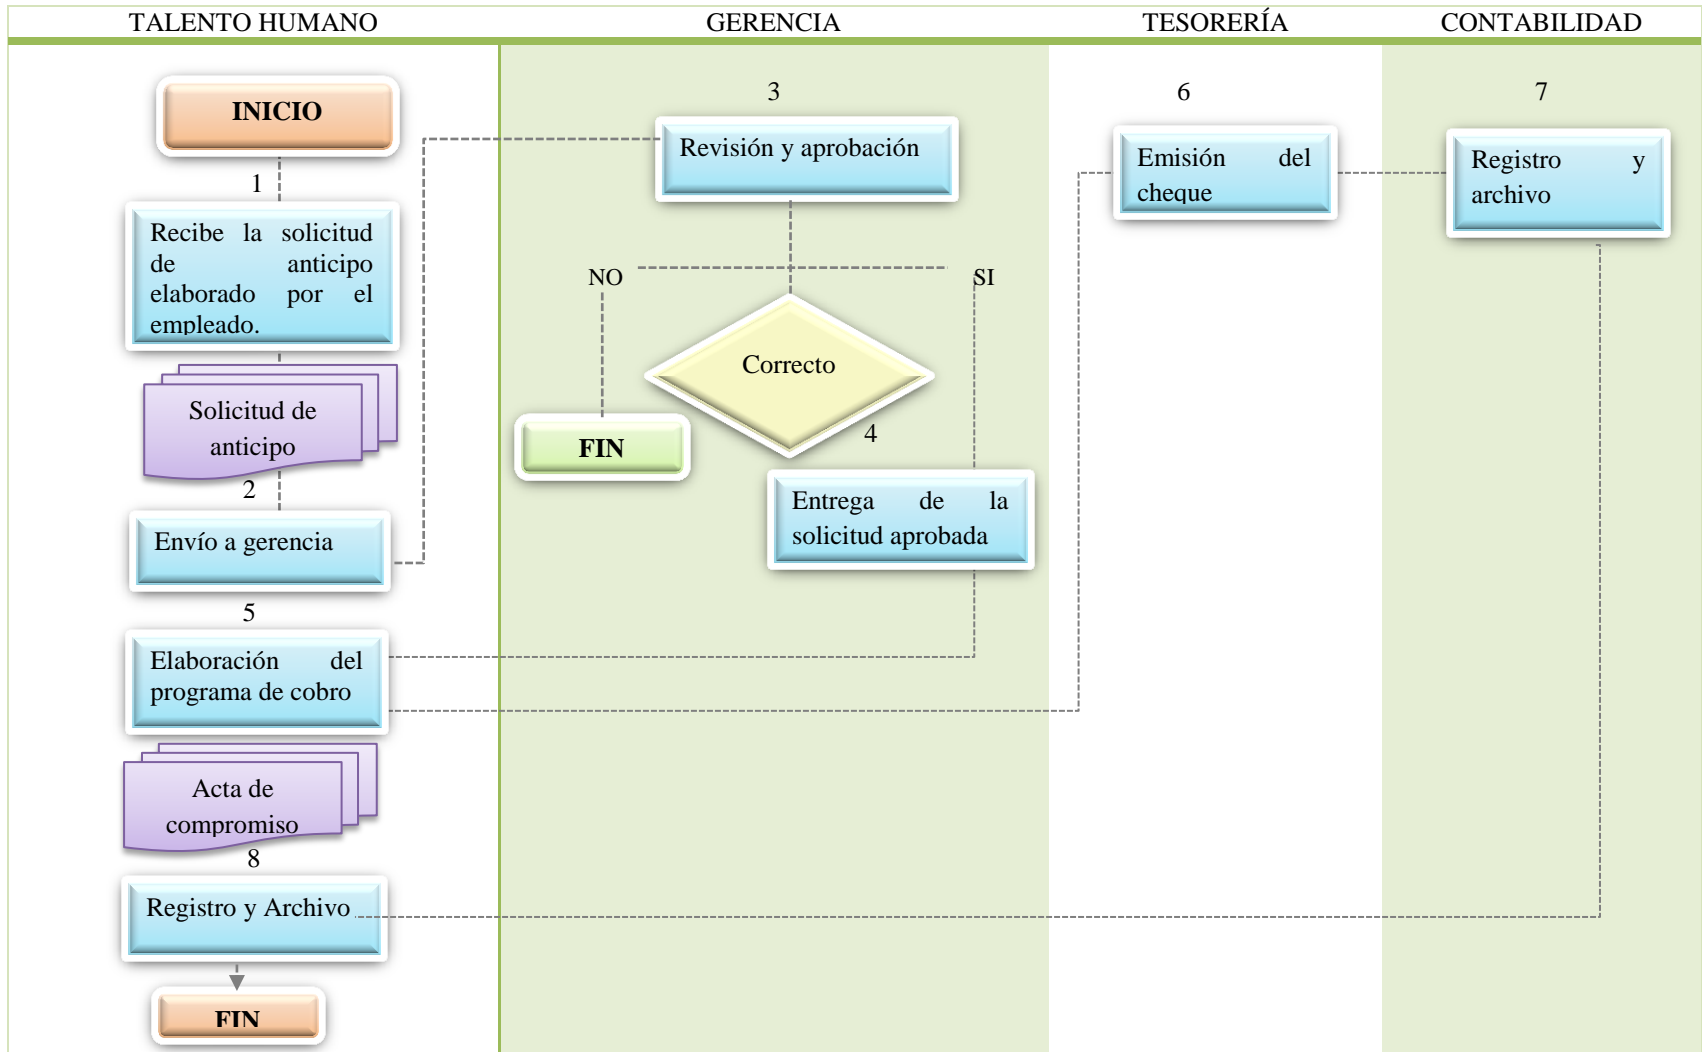 TALENTO HUMANO
GERENCIA
TESORERÍA
CONTABILIDAD
INICIO
1
Recibe la solicitud
de anticipo
elaborado por el
empleado.
Solicitud de
anticipo
2
Envío a gerencia
3
Revisión y aprobación
NO
SI
Correcto
FIN
4
Entrega de la
solicitud aprobada
5
Elaboración del
programa de cobro
Acta de
compromiso
6
Emisión del
cheque
7
Registro y
archivo
8
Registro y Archivo
FIN